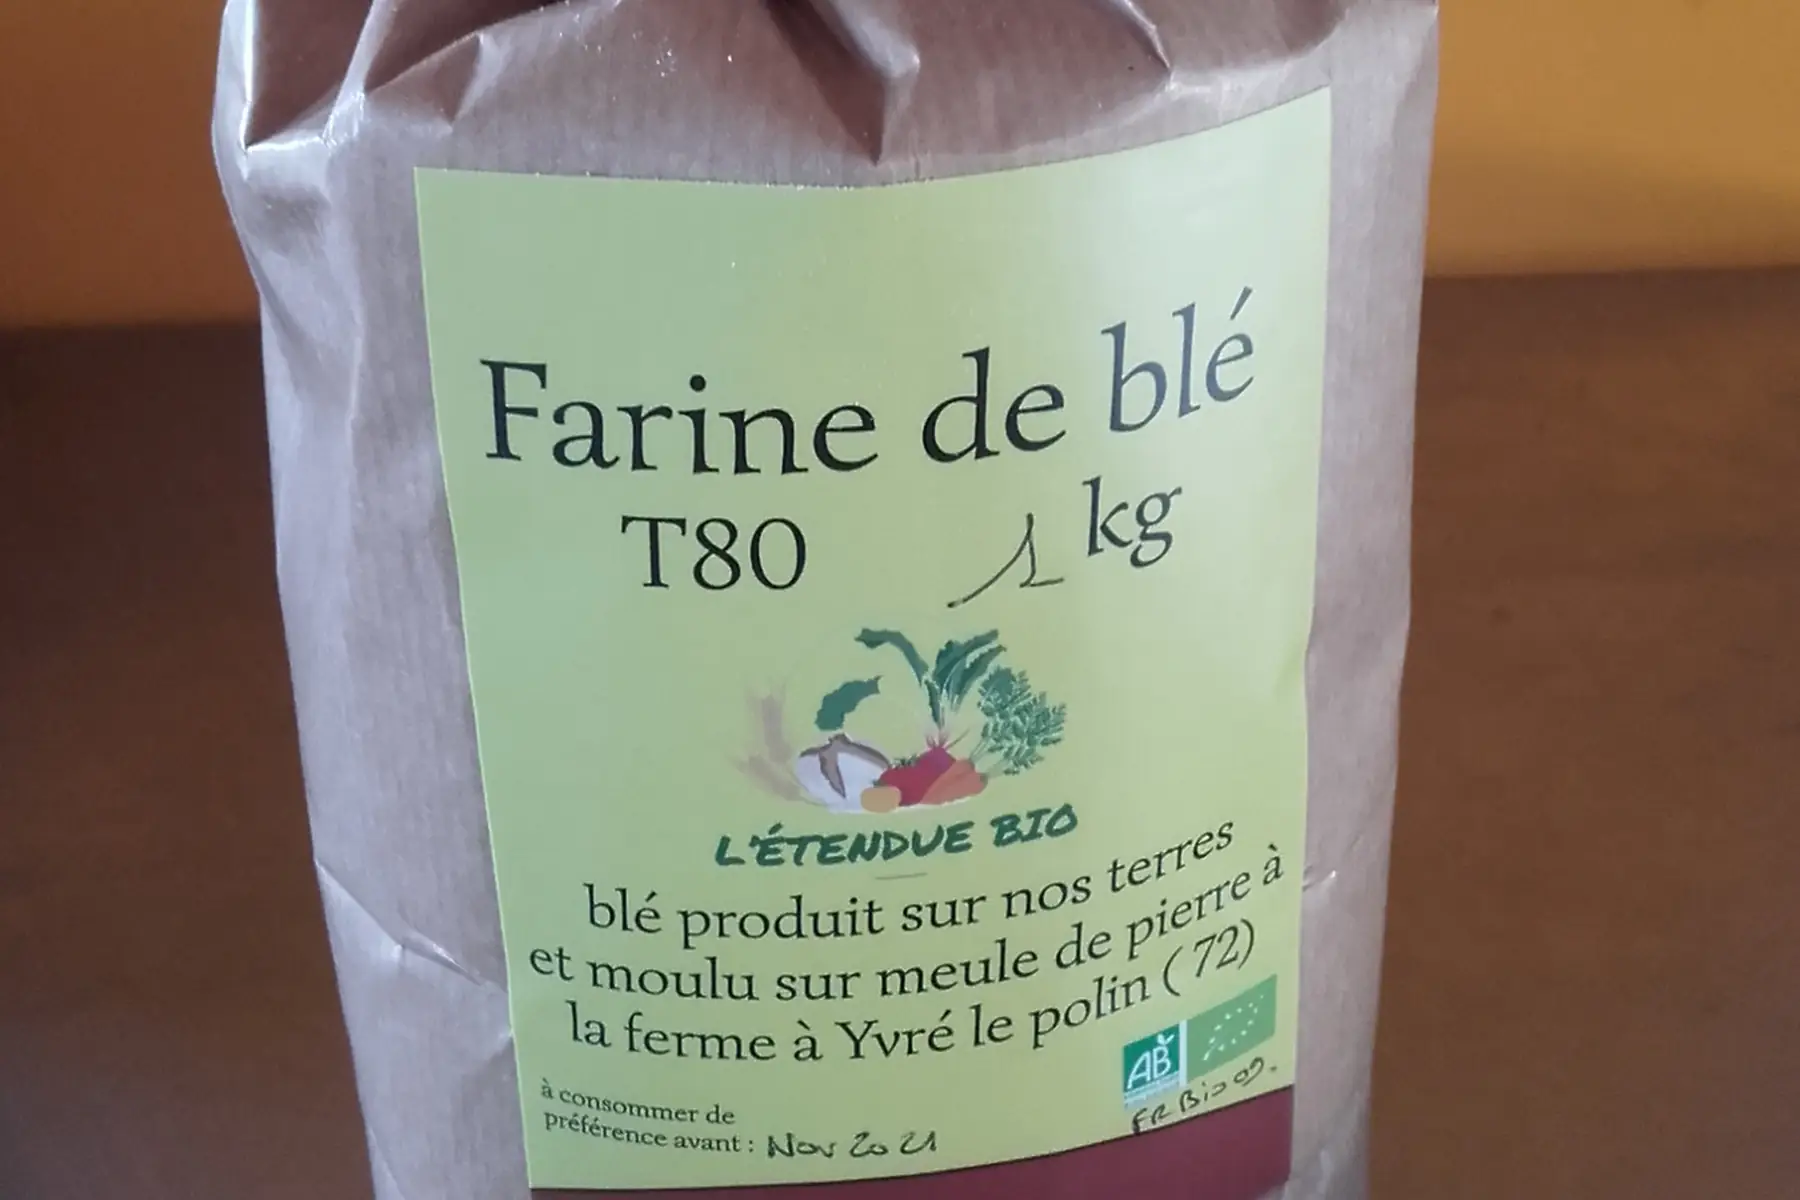 Farine de blé
T80 1 kg
L'ÉTENDUE BIO
blé produit sur nos terres
et moulu sur meule de pierre à
la ferme à Yvré le polin ( 72)
AB
FR Bio 09.
à consommer de
préférence avant : Nov 2021